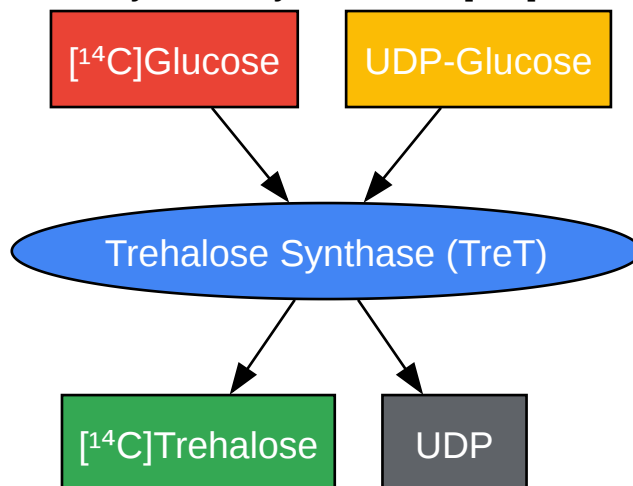 [¹⁴C]Glucose
UDP-Glucose
Trehalose Synthase (TreT)
[¹⁴C]Trehalose
UDP